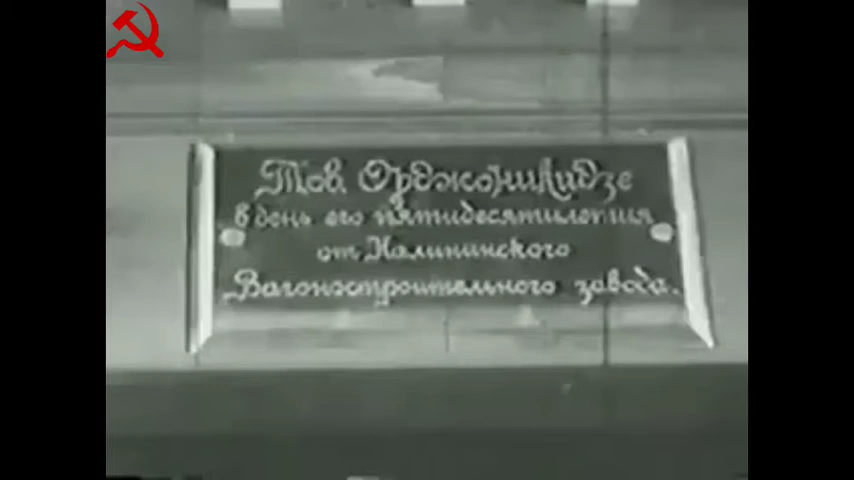 Тов. Орджоникидзе
в день его пятидесятилетия
от Калининского
Вагоностроительного завода.